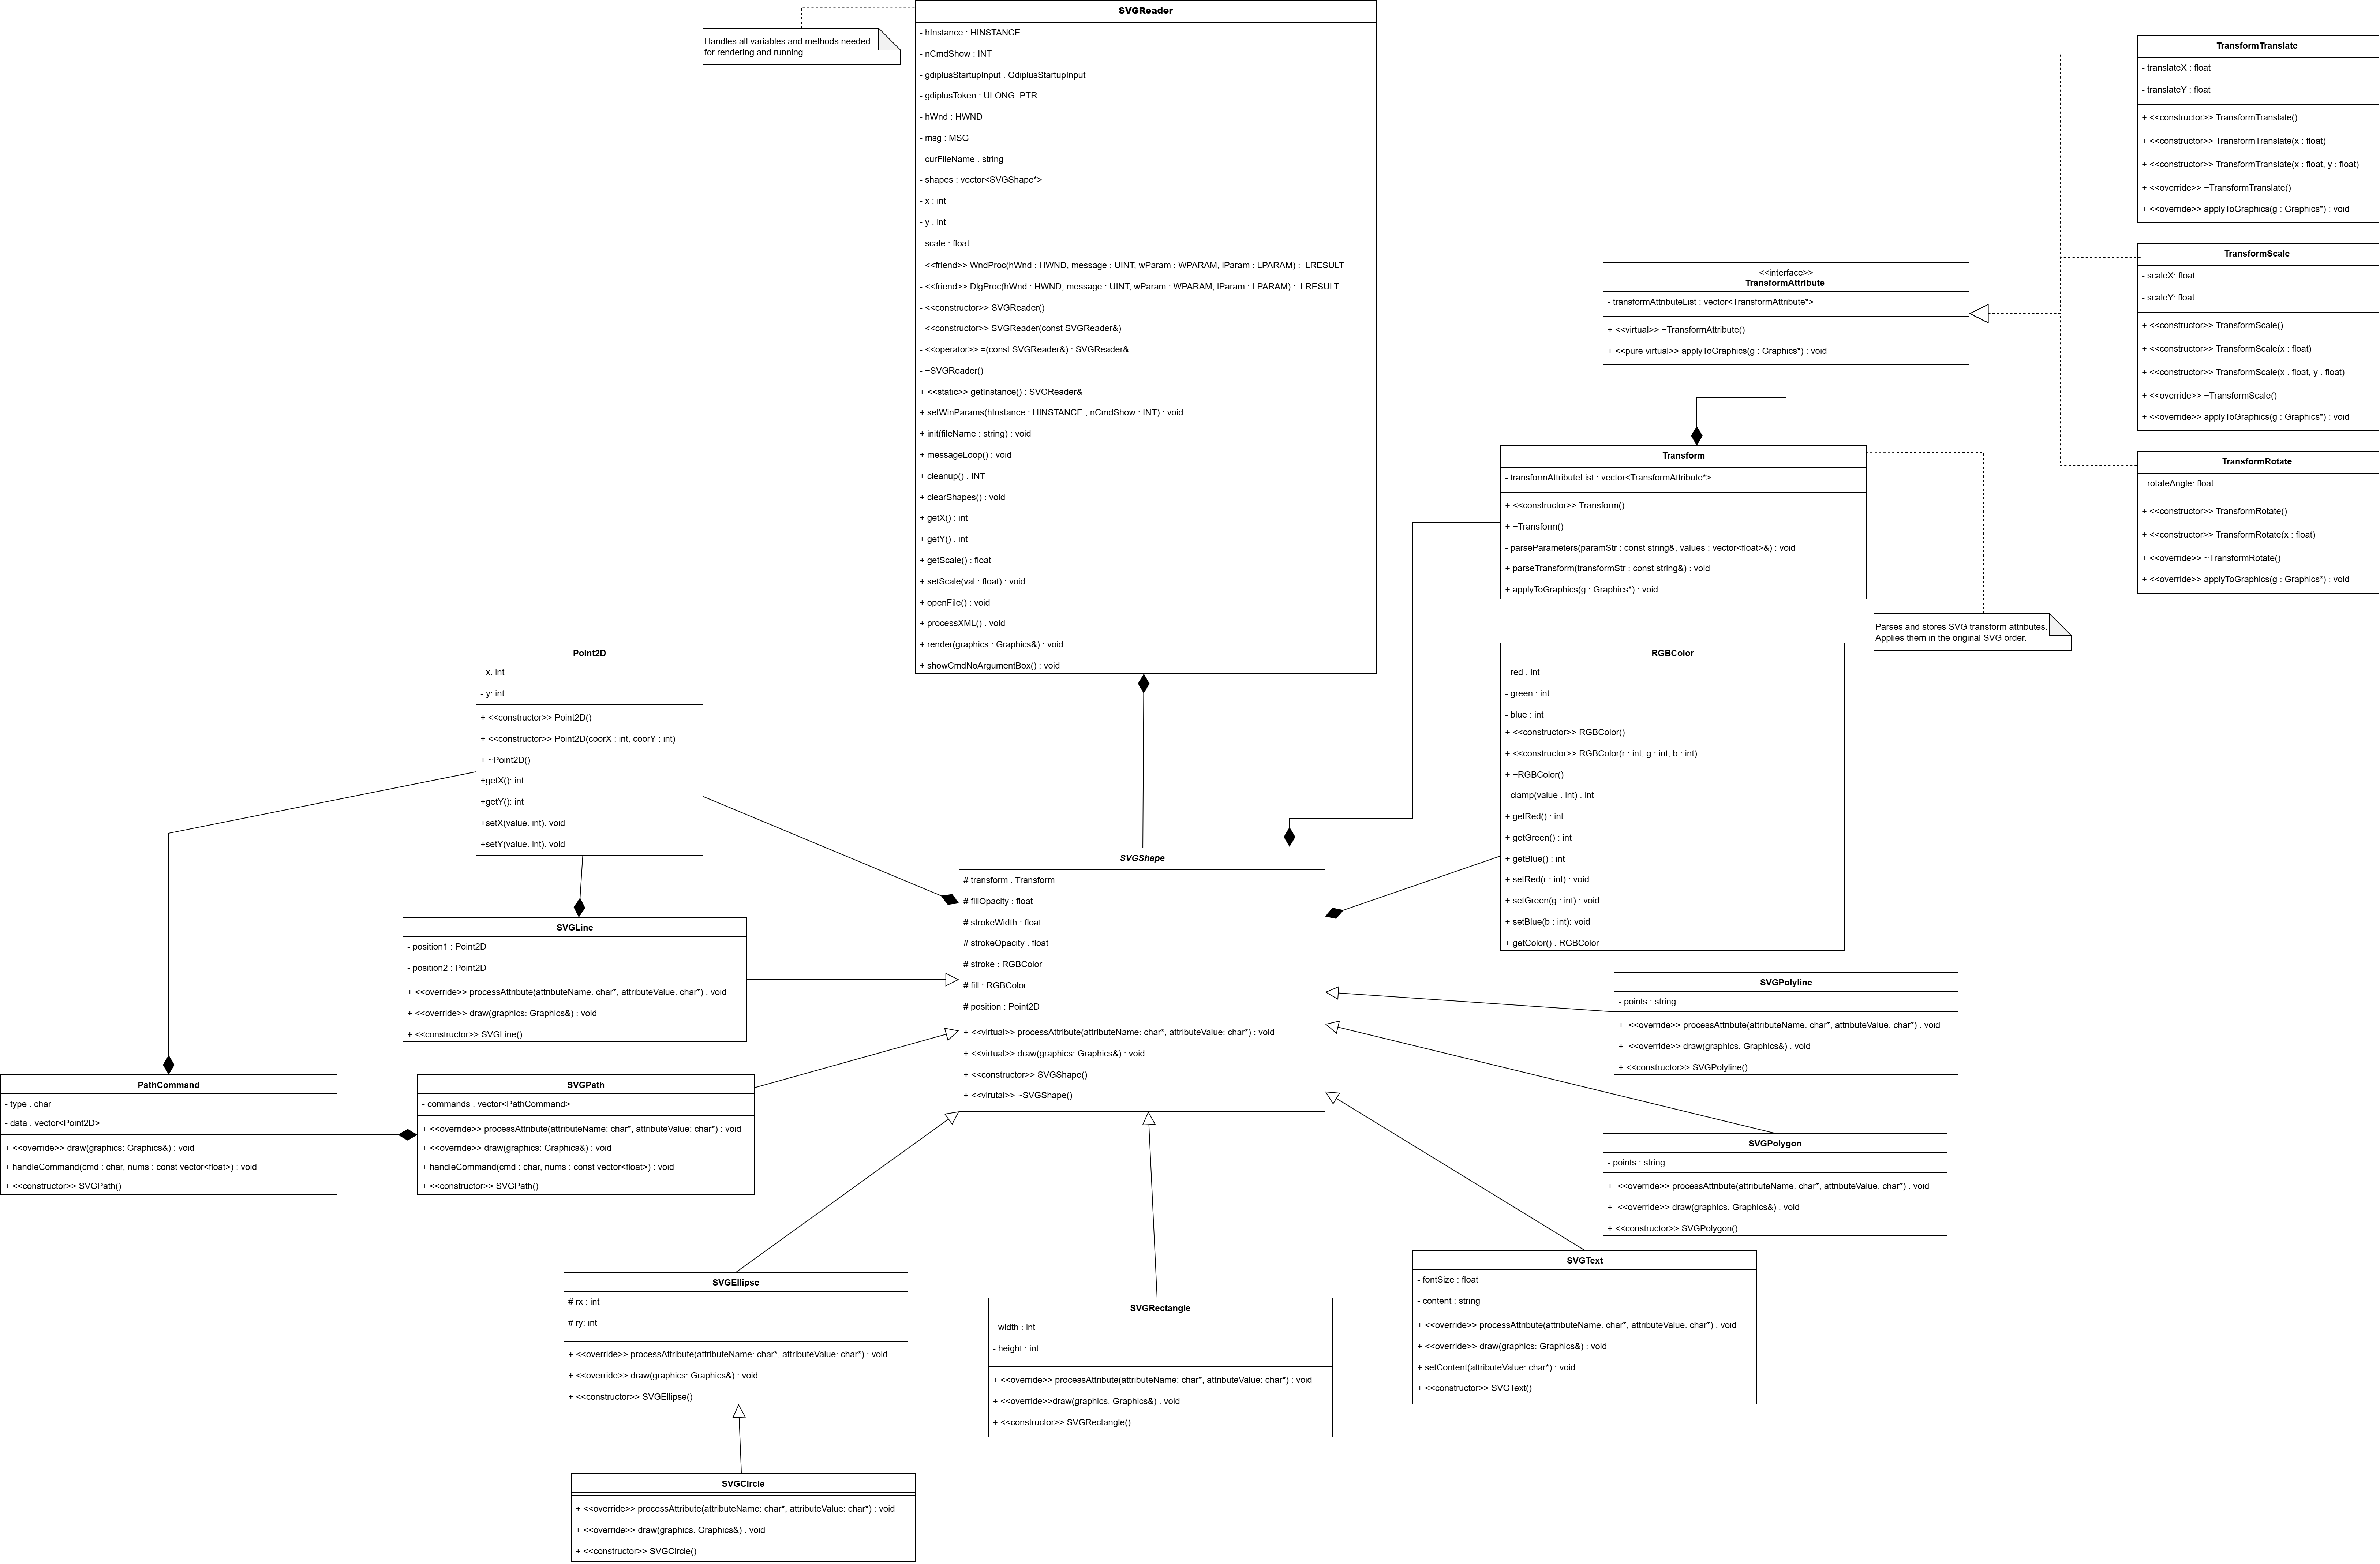 SVGReader
- hInstance : HINSTANCE
- nCmdShow : INT
- gdiplusStartupInput : GdiplusStartupInput
- gdiplusToken : ULONG_PTR
- hWnd : HWND
- msg : MSG
- curFileName : string
- shapes : vector<SVGShape*>
- x : int
- y : int
- scale : float
- <<friend>> WndProc(hWnd : HWND, message : UINT, wParam : WPARAM, lParam : LPARAM) :  LRESULT
- <<friend>> DlgProc(hWnd : HWND, message : UINT, wParam : WPARAM, lParam : LPARAM) :  LRESULT
- <<constructor>> SVGReader()
- <<constructor>> SVGReader(const SVGReader&)
- <<operator>> =(const SVGReader&) : SVGReader&
- ~SVGReader()
+ <<static>> getInstance() : SVGReader&
+ setWinParams(hInstance : HINSTANCE , nCmdShow : INT) : void
+ init(fileName : string) : void
+ messageLoop() : void
+ cleanup() : INT
+ clearShapes() : void
+ getX() : int
+ getY() : int
+ getScale() : float
+ setScale(val : float) : void
+ openFile() : void
+ processXML() : void
+ render(graphics : Graphics&) : void
+ showCmdNoArgumentBox() : void
Handles all variables and methods needed
for rendering and running.
TransformTranslate
- translateX : float
- translateY : float
+ <<constructor>> TransformTranslate()
+ <<constructor>> TransformTranslate(x : float)
+ <<constructor>> TransformTranslate(x : float, y : float)
+ <<override>> ~TransformTranslate()
+ <<override>> applyToGraphics(g : Graphics*) : void
TransformScale
- scaleX: float
- scaleY: float
+ <<constructor>> TransformScale()
+ <<constructor>> TransformScale(x : float)
+ <<constructor>> TransformScale(x : float, y : float)
+ <<override>> ~TransformScale()
+ <<override>> applyToGraphics(g : Graphics*) : void
TransformRotate
- rotateAngle: float
+ <<constructor>> TransformRotate()
+ <<constructor>> TransformRotate(x : float)
+ <<override>> ~TransformRotate()
+ <<override>> applyToGraphics(g : Graphics*) : void
<<interface>>
TransformAttribute
- transformAttributeList : vector<TransformAttribute*>
+ <<virtual>> ~TransformAttribute()
+ <<pure virtual>> applyToGraphics(g : Graphics*) : void
Transform
- transformAttributeList : vector<TransformAttribute*>
+ <<constructor>> Transform()
+ ~Transform()
- parseParameters(paramStr : const string&, values : vector<float>&) : void
+ parseTransform(transformStr : const string&) : void
+ applyToGraphics(g : Graphics*) : void
Parses and stores SVG transform attributes.
Applies them in the original SVG order.
Point2D
- x: int
- y: int
+ <<constructor>> Point2D()
+ <<constructor>> Point2D(coorX : int, coorY : int)
+ ~Point2D()
+getX(): int
+getY(): int
+setX(value: int): void
+setY(value: int): void
RGBColor
- red : int
- green : int
- blue : int
+ <<constructor>> RGBColor()
+ <<constructor>> RGBColor(r : int, g : int, b : int)
+ ~RGBColor()
- clamp(value : int) : int
+ getRed() : int
+ getGreen() : int
+ getBlue() : int
+ setRed(r : int) : void
+ setGreen(g : int) : void
+ setBlue(b : int): void
+ getColor() : RGBColor
SVGShape
# transform : Transform
# fillOpacity : float
# strokeWidth : float
# strokeOpacity : float
# stroke : RGBColor
# fill : RGBColor
# position : Point2D
+ <<virtual>> processAttribute(attributeName: char*, attributeValue: char*) : void
+ <<virtual>> draw(graphics: Graphics&) : void
+ <<constructor>> SVGShape()
+ <<virutal>> ~SVGShape()
SVGLine
- position1 : Point2D
- position2 : Point2D
+ <<override>> processAttribute(attributeName: char*, attributeValue: char*) : void
+ <<override>> draw(graphics: Graphics&) : void
+ <<constructor>> SVGLine()
SVGPolyline
- points : string
+  <<override>> processAttribute(attributeName: char*, attributeValue: char*) : void
+  <<override>> draw(graphics: Graphics&) : void
+ <<constructor>> SVGPolyline()
PathCommand
- type : char
- data : vector<Point2D>
+ <<override>> draw(graphics: Graphics&) : void
+ handleCommand(cmd : char, nums : const vector<float>) : void
+ <<constructor>> SVGPath()
SVGPath
- commands : vector<PathCommand>
+ <<override>> processAttribute(attributeName: char*, attributeValue: char*) : void
+ <<override>> draw(graphics: Graphics&) : void
+ handleCommand(cmd : char, nums : const vector<float>) : void
+ <<constructor>> SVGPath()
SVGPolygon
- points : string
+  <<override>> processAttribute(attributeName: char*, attributeValue: char*) : void
+  <<override>> draw(graphics: Graphics&) : void
+ <<constructor>> SVGPolygon()
SVGEllipse
# rx : int
# ry: int
+ <<override>> processAttribute(attributeName: char*, attributeValue: char*) : void
+ <<override>> draw(graphics: Graphics&) : void
+ <<constructor>> SVGEllipse()
SVGRectangle
- width : int
- height : int
+ <<override>> processAttribute(attributeName: char*, attributeValue: char*) : void
+ <<override>>draw(graphics: Graphics&) : void
+ <<constructor>> SVGRectangle()
SVGText
- fontSize : float
- content : string
+ <<override>> processAttribute(attributeName: char*, attributeValue: char*) : void
+ <<override>> draw(graphics: Graphics&) : void
+ setContent(attributeValue: char*) : void
+ <<constructor>> SVGText()
SVGCircle
+ <<override>> processAttribute(attributeName: char*, attributeValue: char*) : void
+ <<override>> draw(graphics: Graphics&) : void
+ <<constructor>> SVGCircle()